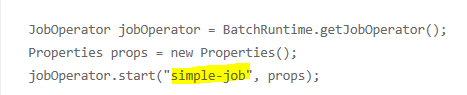 JobOperator jobOperator = BatchRuntime.getJobOperator();
Properties props = new Properties();
jobOperator.start("simple-job", props);